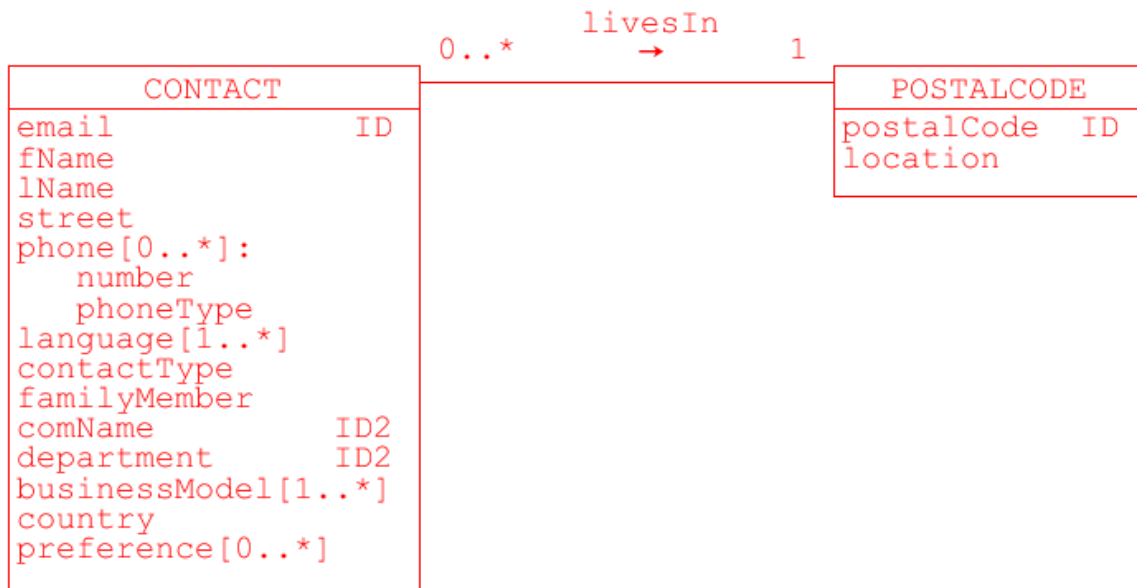 livesIn
0..* → 1
CONTACT
email ID
fName
lName
street
phone[0..*]:
number
phoneType
language[1..*]
contactType
familyMember
comName ID2
department ID2
businessModel[1..*]
country
preference[0..*]
POSTALCODE
postalCode ID
location